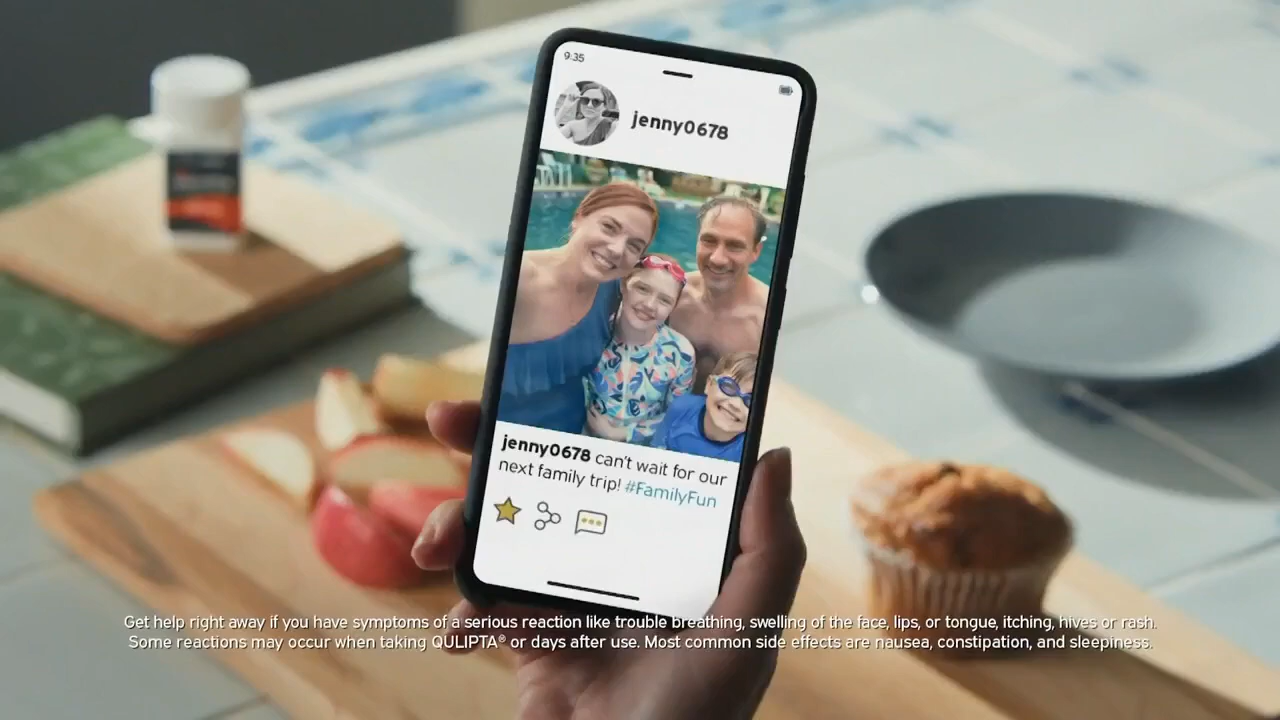 9:35
jenny0678
jenny0678 can't wait for our
next family trip! #FamilyFun
Get help right away if you have symptoms of a serious reaction like trouble breathing, swelling of the face, lips, or tongue, itching, hives or rash.
Some reactions may occur when taking QULIPTA® or days after use. Most common side effects are nausea, constipation, and sleepiness.